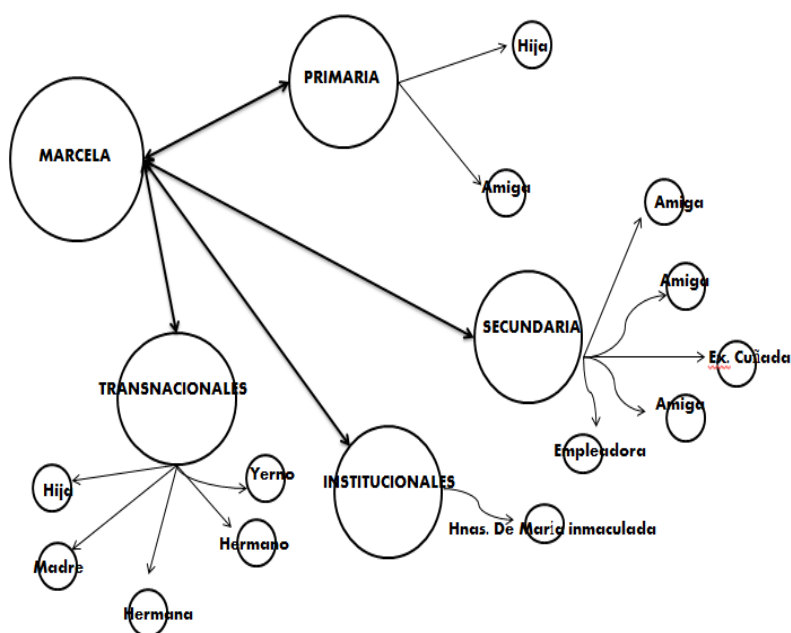 PRIMARIA
Hija
MARCELA
Amiga
Amiga
Amiga
SECUNDARIA
Ex. Cuñada
TRANSNACIONALES
Amiga
Empleadora
Yerno
INSTITUCIONALES
Hija
Hnas. De María inmaculada
Hermano
Madre
Hermana